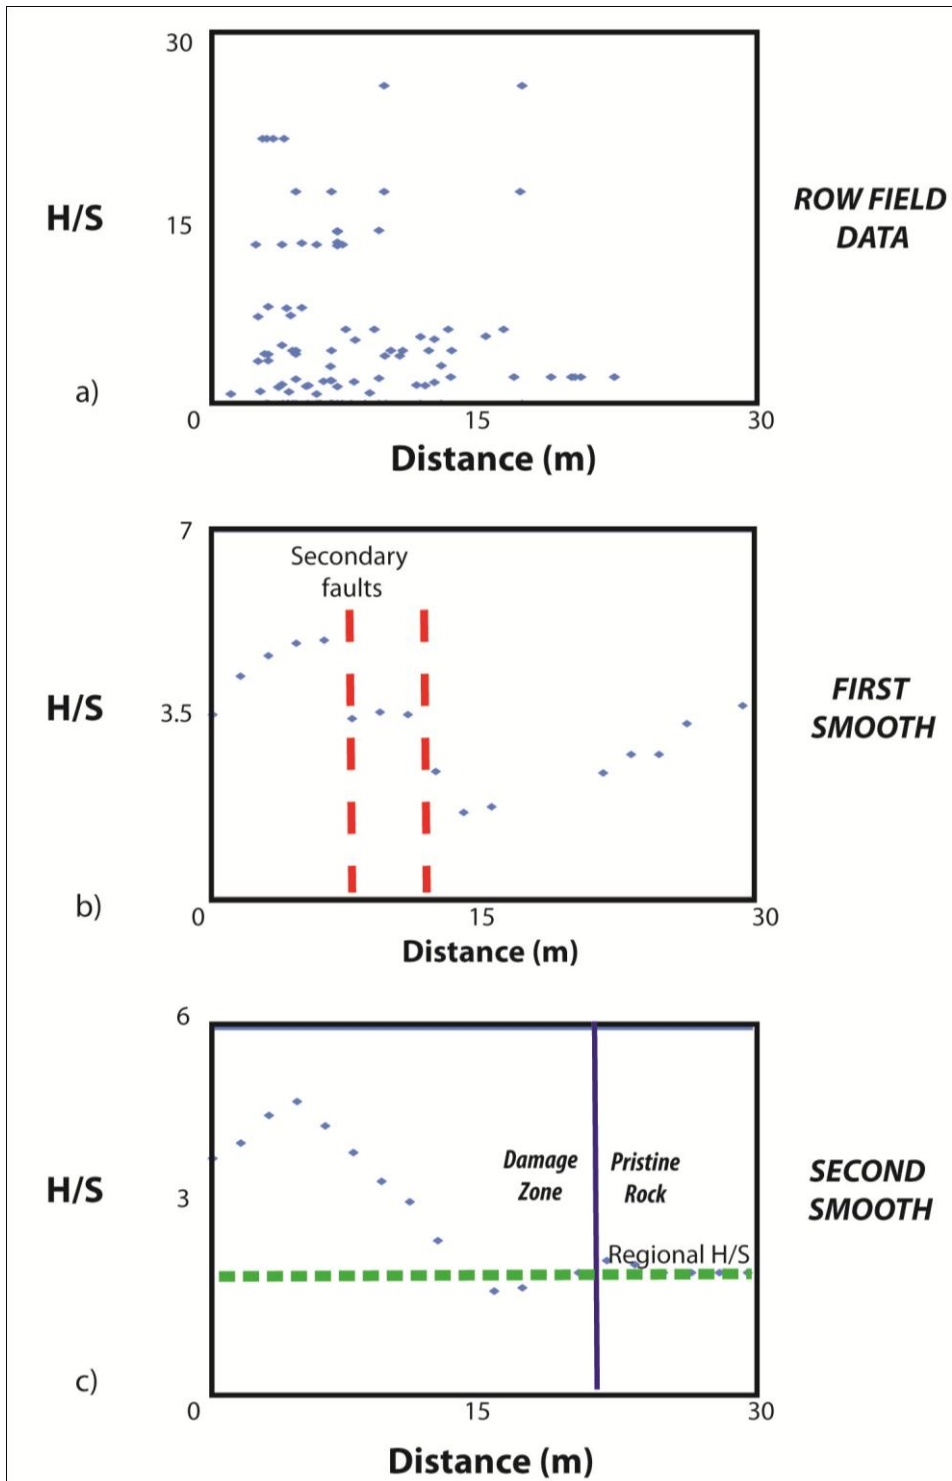 30
H/S
15
ROW FIELD
DATA
a)
0
15
30
Distance (m)
7
Secondary
faults
H/S
3.5
FIRST
SMOOTH
b)
0
15
30
Distance (m)
6
Damage
Zone
Pristine
Rock
H/S
3
SECOND
SMOOTH
Regional H/S
c)
0
15
30
Distance (m)